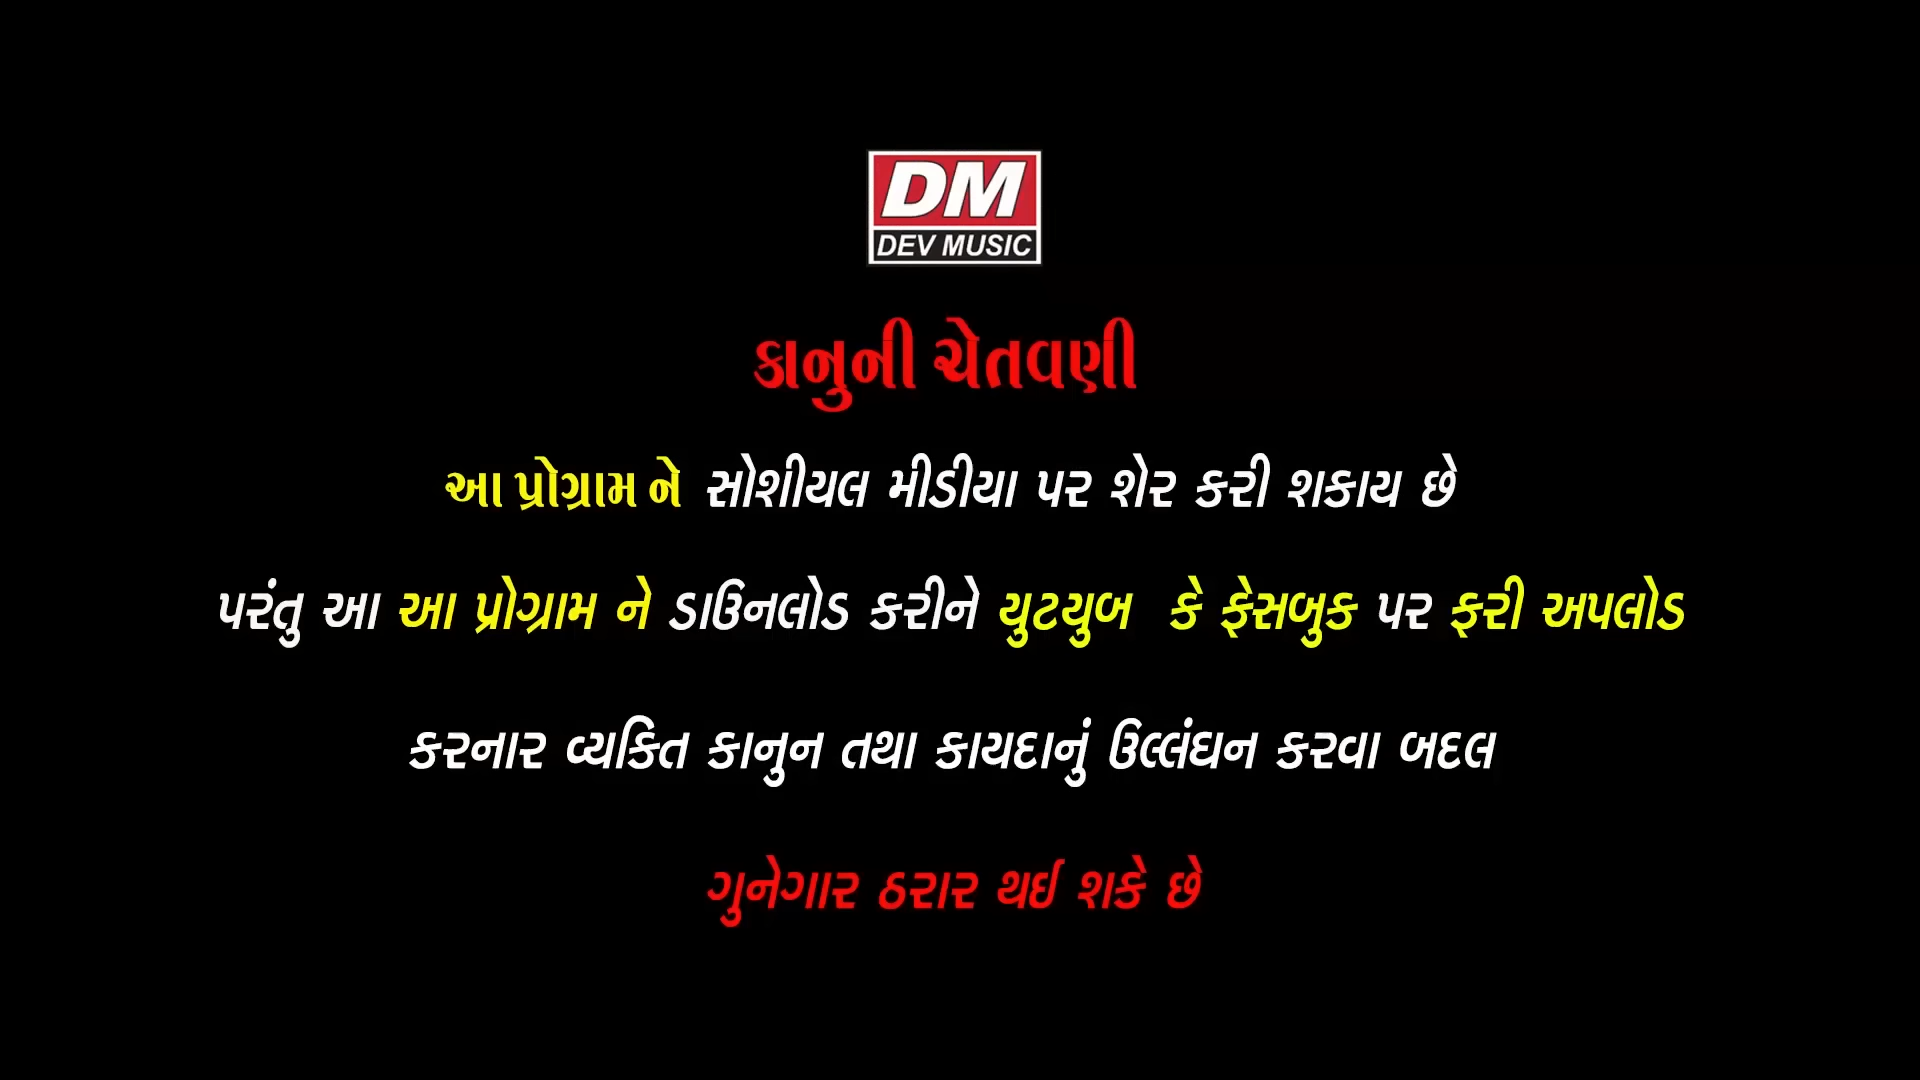 DM
DEV MUSIC
કાનુની ચેતવણી
આ પ્રોગ્રામ ને સોશીયલ મીડીયા પર શેર કરી શકાય છે
પરંતુ આ આ પ્રોગ્રામ ને ડાઉનલોડ કરીને યુટયુબ કે ફેસબુક પર ફરી અપલોડ
કરનાર વ્યકિત કાનુન તથા કાયદાનું ઉલ્લંઘન કરવા બદલ
ગુનેગાર ઠરાર થઈ શકે છે